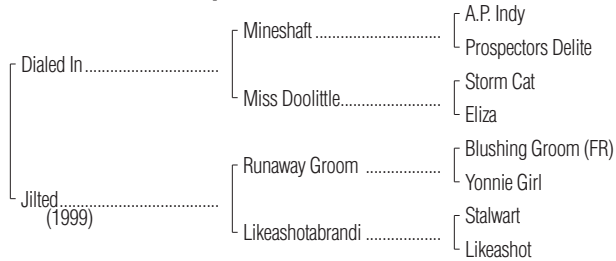 A.P. Indy
Mineshaft ..............................
Prospectors Delite
Dialed In ................................
Storm Cat
Miss Doolittle........................
Eliza
Blushing Groom (FR)
Runaway Groom ..................
Yonnie Girl
Jilted.......................................
(1999)
Stalwart
Likeashotabrandi ..................
Likeashot